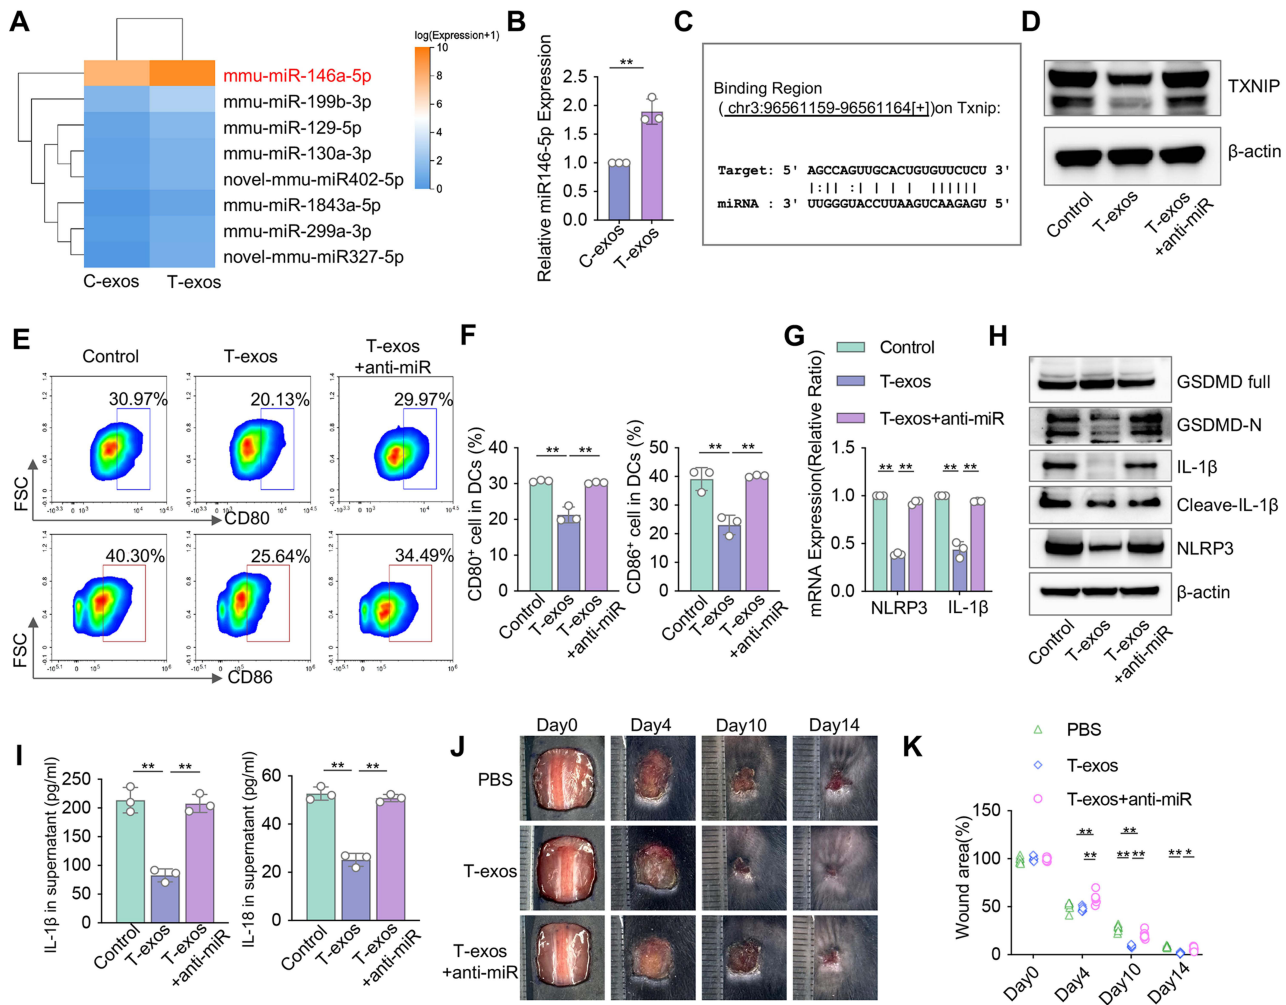 A
log(Expression+1)
10
8
6
4
2
0
mmu-miR-146a-5p
mmu-miR-199b-3p
mmu-miR-129-5p
mmu-miR-130a-3p
novel-mmu-miR402-5p
mmu-miR-1843a-5p
mmu-miR-299a-3p
novel-mmu-miR327-5p
C-exos
T-exos
B
Relative miR146-5p Expression
2.5
2.0
1.5
1.0
0.5
0.0
**
C-exos
T-exos
C
Binding Region
( chr3:96561159-96561164[+])on Txnip:
Target: 5' AGCCAGUUGCACUGUGUUCUCU 3'
|:|| :| | | | ||||||
miRNA : 3' UUGGGUACCUUAAGUCAAGAGU 5'
D
TXNIP
β-actin
Control
T-exos
T-exos
+anti-miR
E
Control
T-exos
T-exos
+anti-miR
30.97%
20.13%
29.97%
FSC
CD80
40.30%
25.64%
34.49%
FSC
CD86
F
CD80+ cell in DCs (%)
40
30
20
10
0
** **
Control
T-exos
T-exos
+anti-miR
CD86+ cell in DCs (%)
50
40
30
20
10
0
** **
Control
T-exos
T-exos
+anti-miR
G
Control
T-exos
T-exos+anti-miR
mRNA Expression(Relative Ratio)
1.5
1.0
0.5
0.0
** ** ** **
NLRP3
IL-1β
H
GSDMD full
GSDMD-N
IL-1β
Cleave-IL-1β
NLRP3
β-actin
Control
T-exos
T-exos
+anti-miR
I
IL-1β in supernatant (pg/ml)
250
200
150
100
50
0
** **
Control
T-exos
T-exos
+anti-miR
IL-18 in supernatant (pg/ml)
60
40
20
0
** **
Control
T-exos
T-exos
+anti-miR
J
Day0
Day4
Day10
Day14
PBS
T-exos
T-exos
+anti-miR
K
PBS
T-exos
T-exos+anti-miR
Wound area(%)
150
100
50
0
** **
** ** ** ** *
Day0
Day4
Day10
Day14